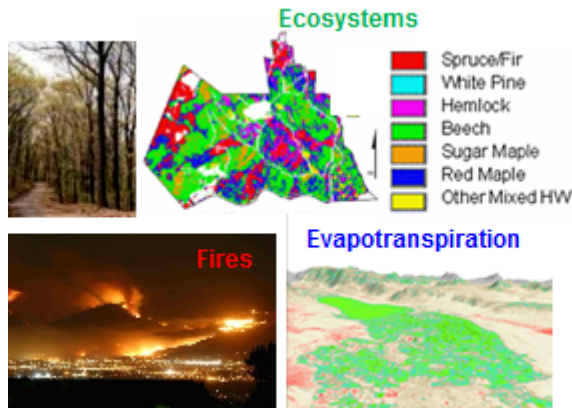 Ecosystems
Spruce/Fir
White Pine
Hemlock
Beech
Sugar Maple
Red Maple
Other Mixed HW
Fires
Evapotranspiration